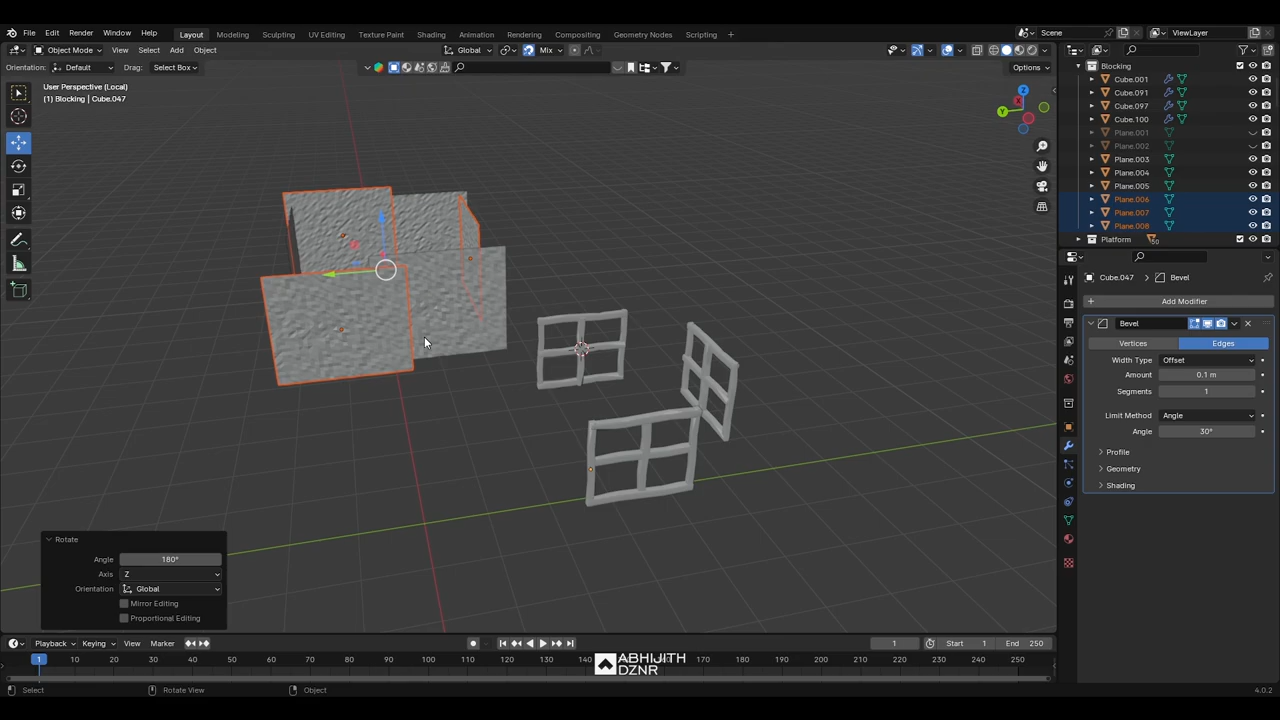 File Edit Render Window Help Layout Modeling Sculpting UV Editing Texture Paint Shading Animation Rendering Compositing Geometry Nodes Scripting + Scene ViewLayer
Object Mode View Select Add Object Global Mix
Orientation: Default Drag: Select Box Options
User Perspective (Local)
(1) Blocking | Cube.047
Z
Y
X
Blocking
Cube.001
Cube.091
Cube.097
Cube.100
Plane.001
Plane.002
Plane.003
Plane.004
Plane.005
Plane.006
Plane.007
Plane.008
Platform 50
Cube.047 > Bevel
+ Add Modifier
Bevel
Vertices Edges
Width Type Offset
Amount 0.1 m
Segments 1
Limit Method Angle
Angle 30°
Profile
Geometry
Shading
Rotate
Angle 180°
Axis Z
Orientation Global
Mirror Editing
Proportional Editing
Playback Keying View Marker 1 Start 1 End 250
1 10 20 30 40 50 60 70 80 90 100 110 120 130 140 150 160 170 180 190 200 210 220 230 240 250
ABHIJITH
DZNR
Select Rotate View Object 4.0.2